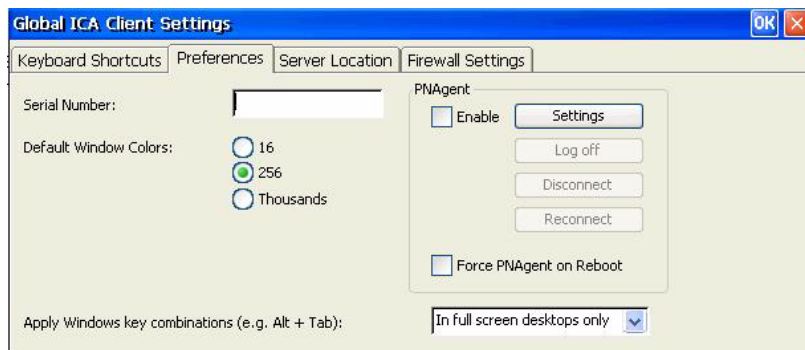 Global ICA Client Settings OK
Keyboard Shortcuts Preferences Server Location Firewall Settings
Serial Number:
Default Window Colors:
16
256
Thousands
PNAgent
Enable
Settings
Log off
Disconnect
Reconnect
Force PNAgent on Reboot
Apply Windows key combinations (e.g. Alt + Tab):
In full screen desktops only